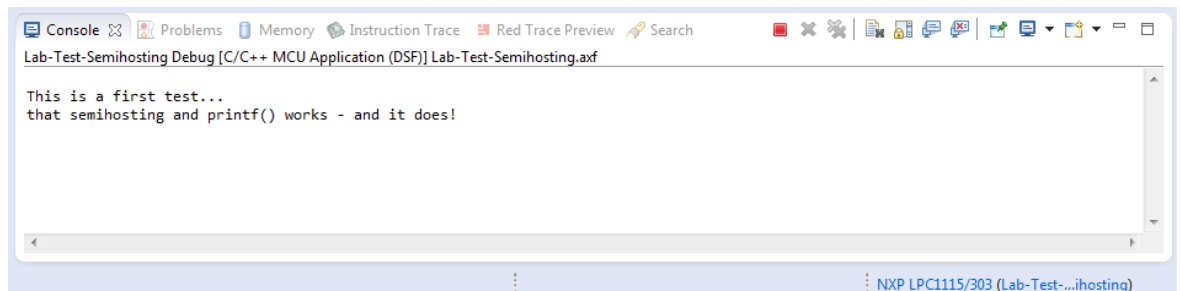 Console Problems Memory Instruction Trace Red Trace Preview Search
Lab-Test-Semihosting Debug [C/C++ MCU Application (DSF)] Lab-Test-Semihosting.axf
This is a first test...
that semihosting and printf() works - and it does!
NXP LPC1115/303 (Lab-Test-...ihosting)